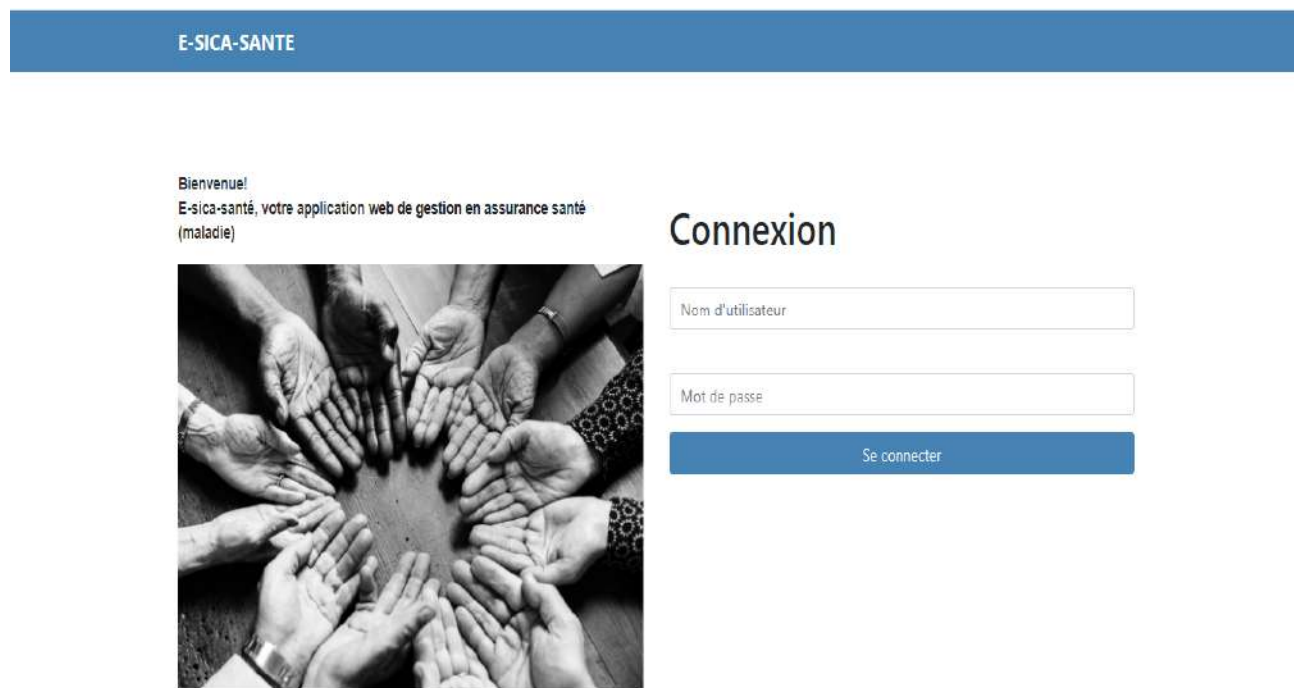 E-SICA-SANTE
Bienvenue!
E-sica-santé, votre application web de gestion en assurance santé
(maladie)
Connexion
Nom d'utilisateur
Mot de passe
Se connecter